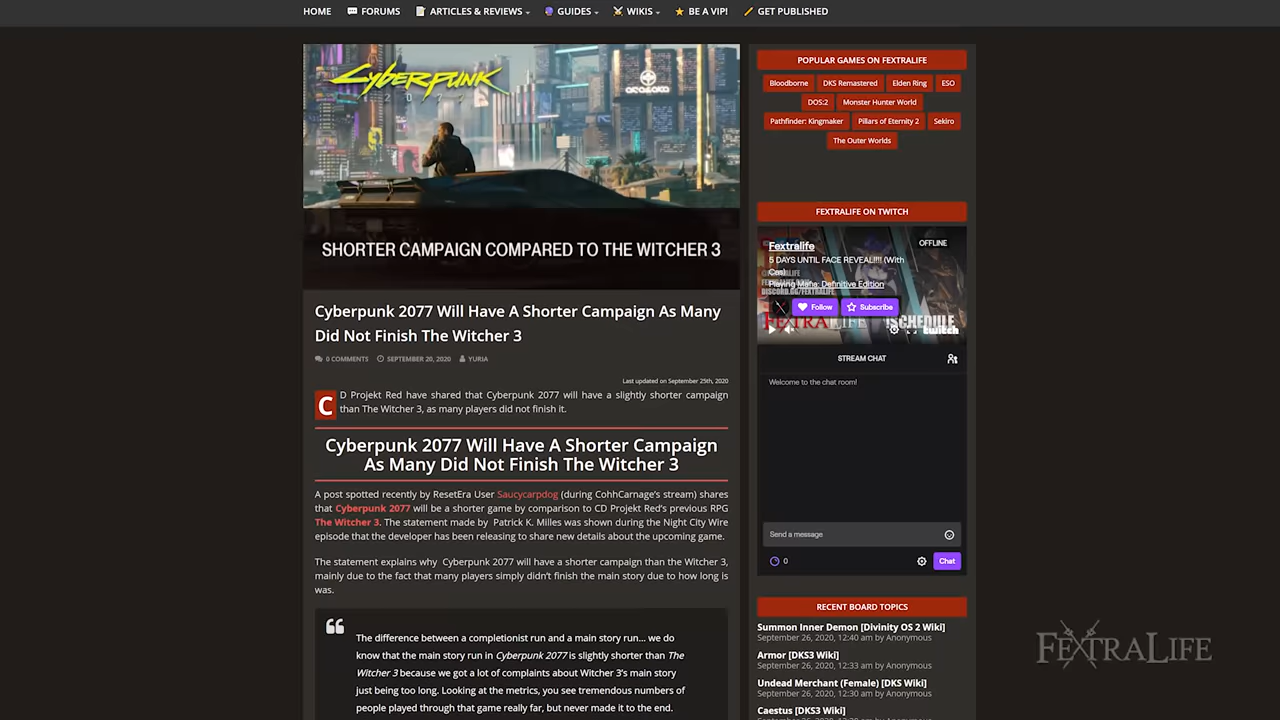 HOME
FORUMS
ARTICLES & REVIEWS
GUIDES
WIKIS
BE A VIP!
GET PUBLISHED
Cyberpunk
2077
ARASAKA
SHORTER CAMPAIGN COMPARED TO THE WITCHER 3
Cyberpunk 2077 Will Have A Shorter Campaign As Many
Did Not Finish The Witcher 3
0 COMMENTS SEPTEMBER 20, 2020 YURIA
Last updated on September 25th, 2020
CD Projekt Red have shared that Cyberpunk 2077 will have a slightly shorter campaign
than The Witcher 3, as many players did not finish it.
Cyberpunk 2077 Will Have A Shorter Campaign
As Many Did Not Finish The Witcher 3
A post spotted recently by ResetEra User Saucycarpdog (during CohhCarnage's stream) shares
that Cyberpunk 2077 will be a shorter game by comparison to CD Projekt Red's previous RPG
The Witcher 3. The statement made by Patrick K. Milles was shown during the Night City Wire
episode that the developer has been releasing to share new details about the upcoming game.
The statement explains why Cyberpunk 2077 will have a shorter campaign than the Witcher 3,
mainly due to the fact that many players simply didn't finish the main story due to how long is
was.
The difference between a completionist run and a main story run... we do
know that the main story run in Cyberpunk 2077 is slightly shorter than The
Witcher 3 because we got a lot of complaints about Witcher 3's main story
just being too long. Looking at the metrics, you see tremendous numbers of
people played through that game really far, but never made it to the end.
POPULAR GAMES ON FEXTRALIFE
Bloodborne DKS Remastered Elden Ring ESO
DOS:2 Monster Hunter World
Pathfinder: Kingmaker Pillars of Eternity 2 Sekiro
The Outer Worlds
FEXTRALIFE ON TWITCH
Fextralife
OFFLINE
5 DAYS UNTIL FACE REVEAL!!!! (With
Cas)
Playing Mafia: Definitive Edition
@FEXTRALIFE
DISCORD.GG/FEXTRALIFE
Follow Subscribe
FEXTRALIFE
!SCHEDULE
twitch
STREAM CHAT
Welcome to the chat room!
Send a message
0
Chat
RECENT BOARD TOPICS
Summon Inner Demon [Divinity OS 2 Wiki]
September 26, 2020, 12:40 am by Anonymous
Armor [DKS3 Wiki]
September 26, 2020, 12:33 am by Anonymous
Undead Merchant (Female) [DKS Wiki]
September 26, 2020, 12:30 am by Anonymous
Caestus [DKS3 Wiki]
FEXTRALIFE